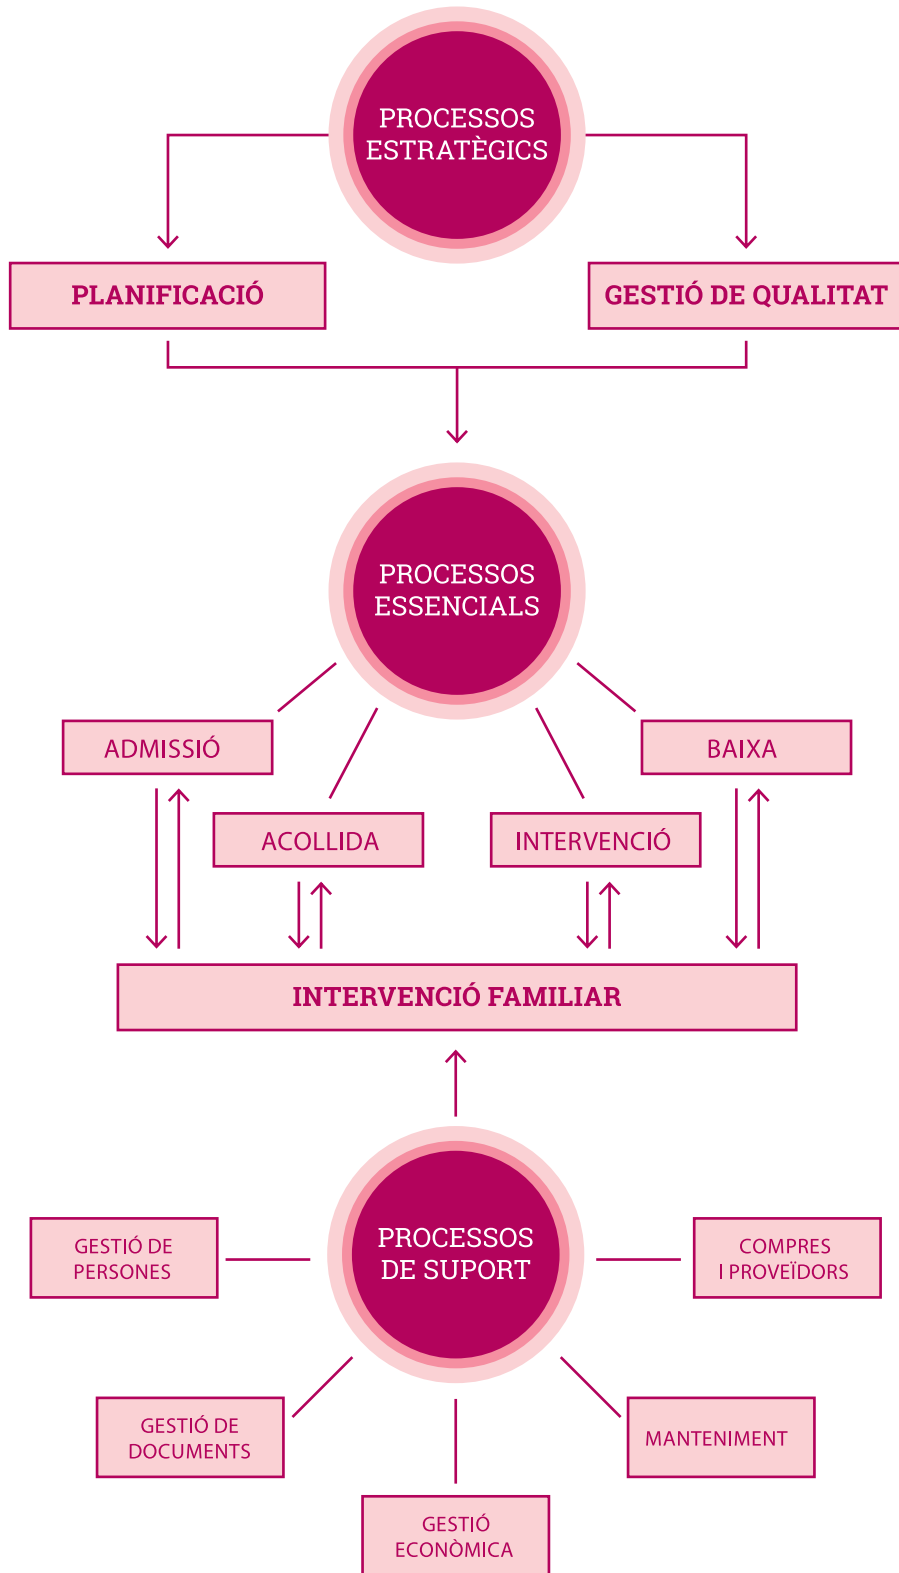 PROCESSOS
ESTRATÈGICS
PLANIFICACIÓ
GESTIÓ DE QUALITAT
PROCESSOS
ESSENCIALS
ADMISSIÓ
BAIXA
ACOLLIDA
INTERVENCIÓ
INTERVENCIÓ FAMILIAR
PROCESSOS
DE SUPORT
GESTIÓ DE
PERSONES
COMPRES
I PROVEÏDORS
GESTIÓ DE
DOCUMENTS
MANTENIMENT
GESTIÓ
ECONÒMICA